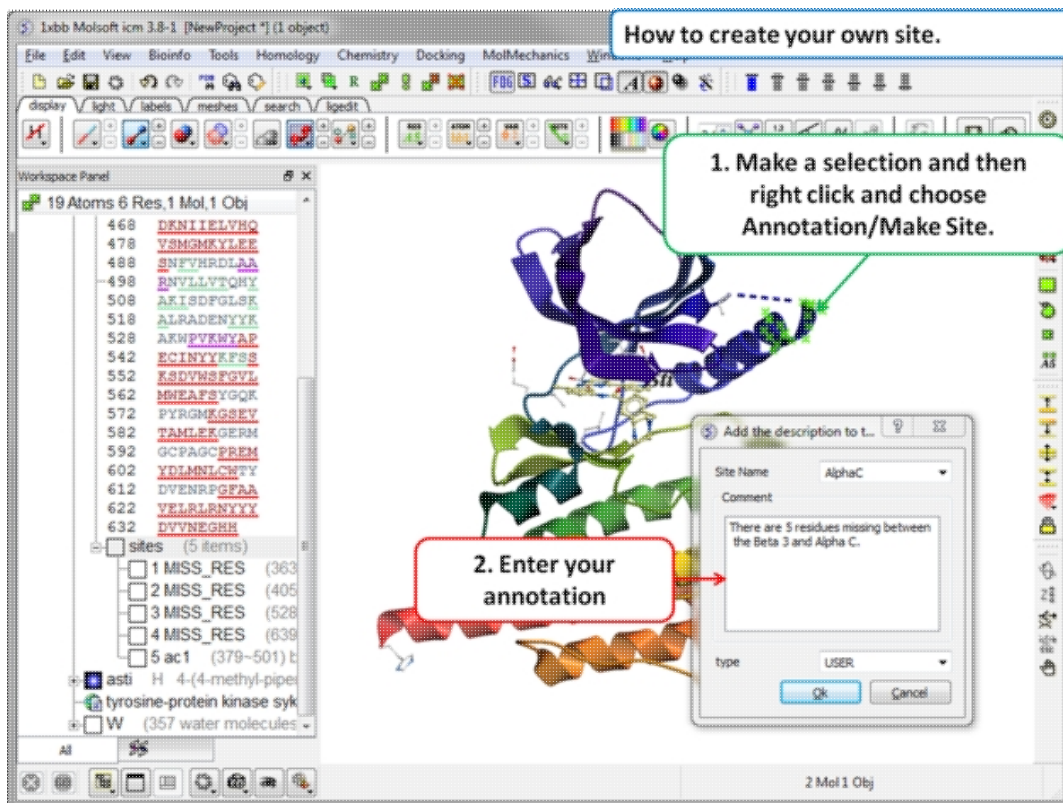 1xbb Molsoft icm 3.8-1 [NewProject *] (1 object)
How to create your own site.
File Edit View Bioinfo Tools Homology Chemistry Docking MolMechanics
display light labels meshes search ligedit
1. Make a selection and then
right click and choose
Annotation/Make Site.
Workspace Panel
19 Atoms 6 Res,1 Mol,1 Obj
468 DKNIIELVHQ
478 VSMGMKYLEE
488 SNFVHRDLAA
498 RNVLLVTQHY
508 AKISDFGLSK
518 ALRADENYYK
528 AKWPVKWYAP
542 ECINYYKFSS
552 KSDVWSFGVL
562 MWEAFSYGQK
572 PYRGMKGSEV
582 TAMLEKGERM
592 GCPAGCPREM
602 YDLMNLCWTY
612 DVENRPGFAA
622 VELRLRNYYY
632 DVVNEGHH
sites (5 items)
1 MISS_RES (363
2 MISS_RES (405
3 MISS_RES (528
4 MISS_RES (639
5 ac1 (379~501) b
asti H 4-(4-methyl-pipe
tyrosine-protein kinase syk
W (357 water molecules
All
Add the description to t...
Site Name AlphaC
Comment
There are 5 residues missing between
the Beta 3 and Alpha C.
type USER
Ok Cancel
2. Enter your
annotation
2 Mol 1 Obj